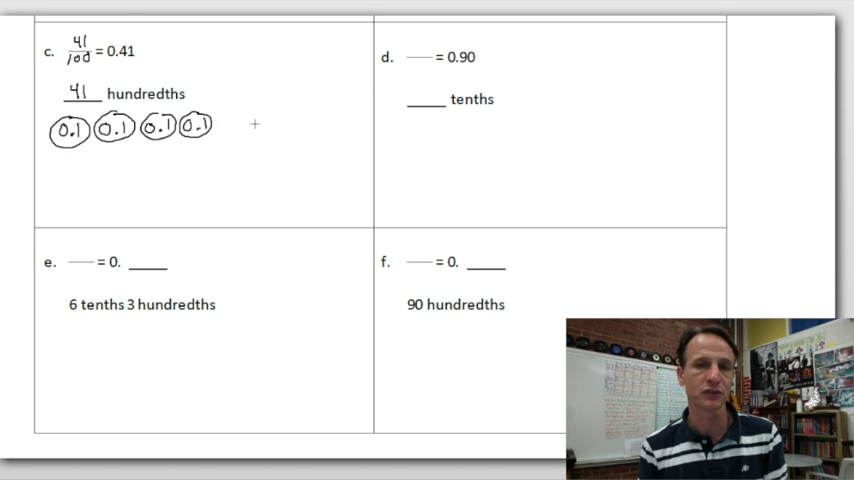 c. 41/100 = 0.41
41 hundredths
0.1 0.1 0.1 0.1
d. = 0.90
tenths
e. = 0.
6 tenths 3 hundredths
f. = 0.
90 hundredths